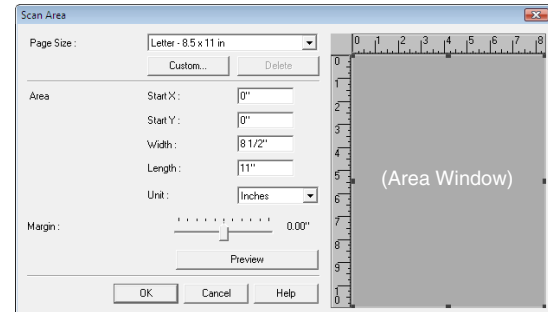 Scan Area
Page Size :
Letter - 8.5 x 11 in
Custom...
Delete
Area
Start X :
0"
Start Y :
0"
Width :
8 1/2"
Length :
11"
Unit :
Inches
Margin :
0.00"
Preview
OK
Cancel
Help
0 1 2 3 4 5 6 7 8
0
1
2
3
4
5
6
7
8
9
10
(Area Window)